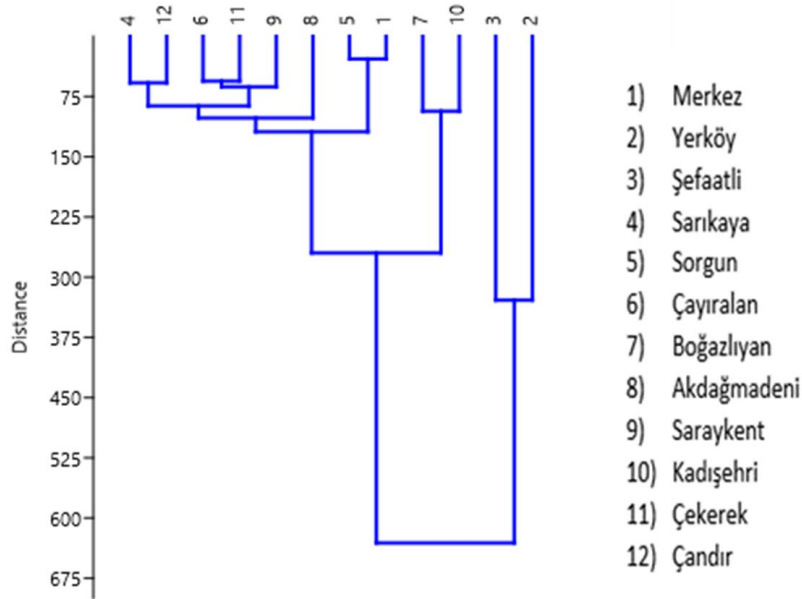 4 12 6 11 9 8 5 1 7 10 3 2
75
150
225
300
375
450
525
600
675
Distance
1) Merkez
2) Yerköy
3) Şefaatli
4) Sarıkaya
5) Sorgun
6) Çayıralan
7) Boğazlıyan
8) Akdağmadeni
9) Saraykent
10) Kadışehri
11) Çekerek
12) Çandır